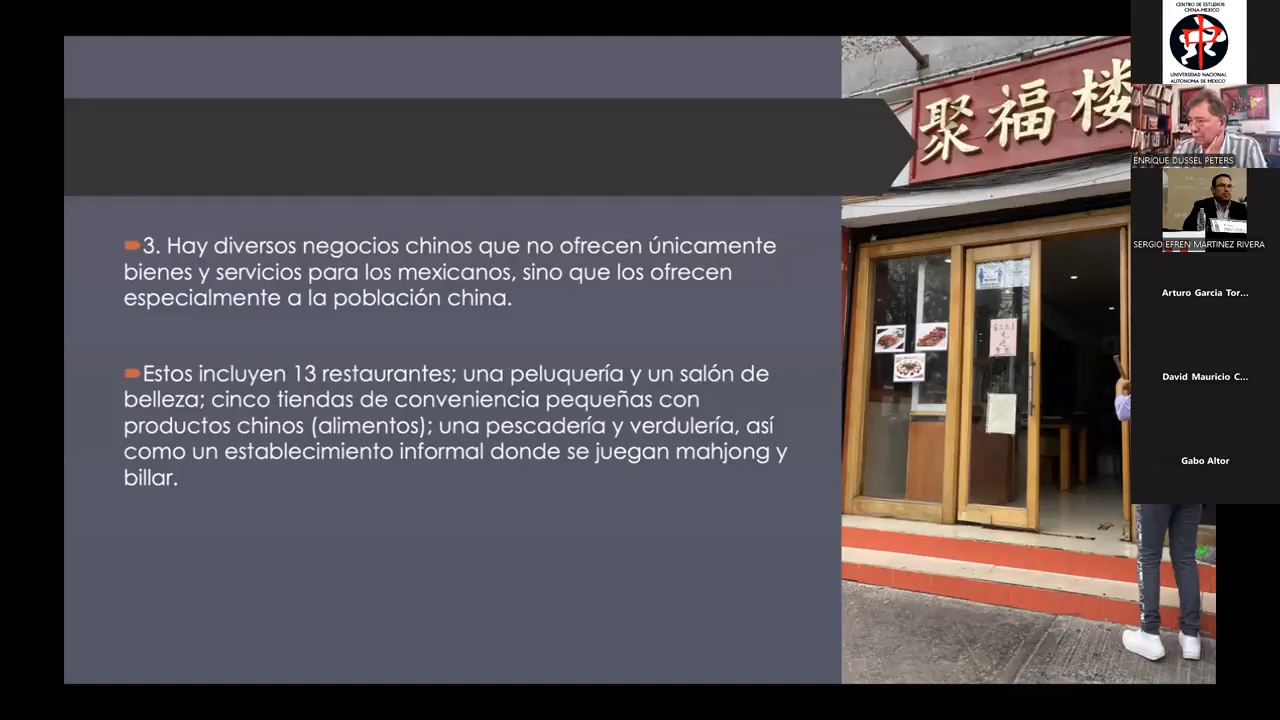 3. Hay diversos negocios chinos que no ofrecen únicamente
bienes y servicios para los mexicanos, sino que los ofrecen
especialmente a la población china.
Estos incluyen 13 restaurantes; una peluquería y un salón de
belleza; cinco tiendas de conveniencia pequeñas con
productos chinos (alimentos); una pescadería y verdulería, así
como un establecimiento informal donde se juegan mahjong y
billar.
聚福楼
CENTRO DE ESTUDIOS
CHINA-MEXICO
UNIVERSIDAD NACIONAL
AUTONOMA DE MEXICO
ENRIQUE DUSSEL PETERS
SERGIO EFREN MARTINEZ RIVERA
Arturo Garcia Tor...
David Mauricio C...
Gabo Altor